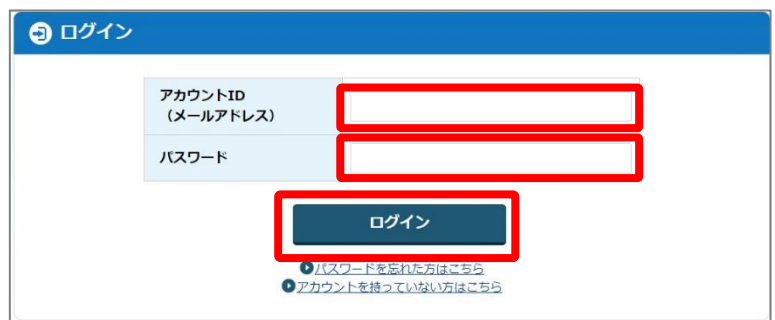 ログイン
アカウントID
（メールアドレス）
パスワード
ログイン
パスワードを忘れた方はこちら
アカウントを持っていない方はこちら